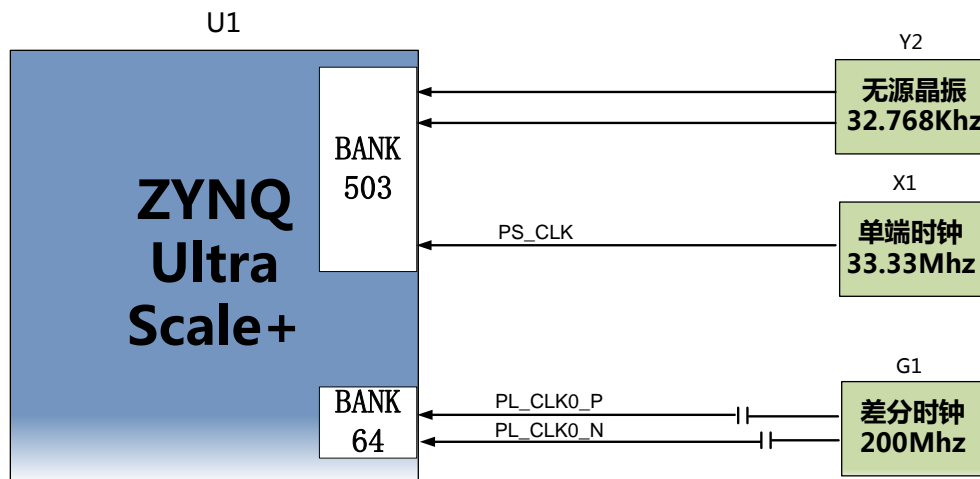 U1
Y2
无源晶振
32.768Khz
BANK
503
X1
ZYNQ
Ultra
Scale+
PS_CLK
单端时钟
33.33Mhz
G1
BANK
64
PL_CLK0_P
PL_CLK0_N
差分时钟
200Mhz